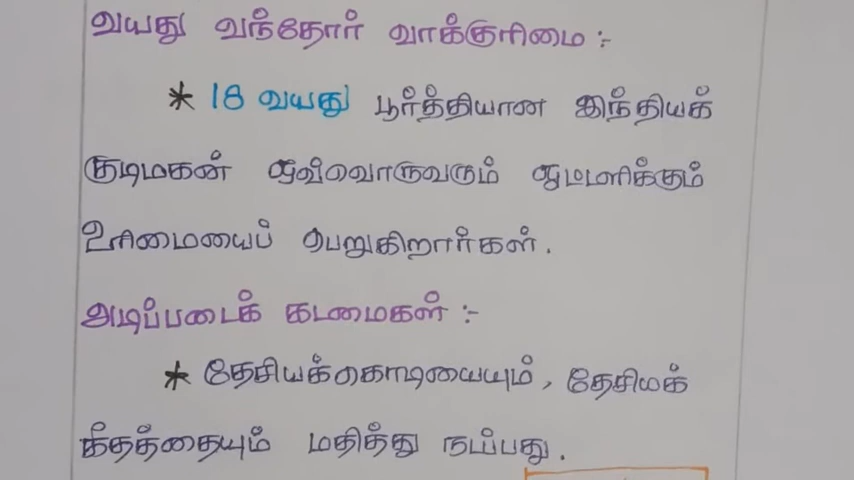 வயது வந்தோர் வாக்குரிமை :-
* 18 வயது பூர்த்தியான இந்தியக்
குடிமகன் ஒவ்வொருவரும் ஓட்டளிக்கும்
உரிமையைப் பெறுகிறார்கள்.
அடிப்படைக் கடமைகள் :-
* தேசியக்கொடியையும், தேசியக்
கீதத்தையும் மதித்து நடப்பது.